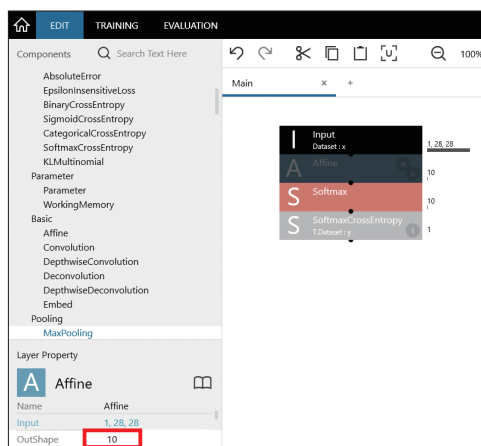 EDIT TRAINING EVALUATION
Components Search Text Here 100%
Main
AbsoluteError
EpsilonInsensitiveLoss
BinaryCrossEntropy
SigmoidCrossEntropy
CategoricalCrossEntropy
SoftmaxCrossEntropy
KLMultinomial
Parameter
Parameter
WorkingMemory
Basic
Affine
Convolution
DepthwiseConvolution
Deconvolution
DepthwiseDeconvolution
Embed
Pooling
MaxPooling
Layer Property
A Affine
Name Affine
Input 1, 28, 28
OutShape 10
I Input
Dataset : x
1, 28, 28
A Affine
10
S Softmax
10
S SoftmaxCrossEntropy
T.Dataset : y
1
1